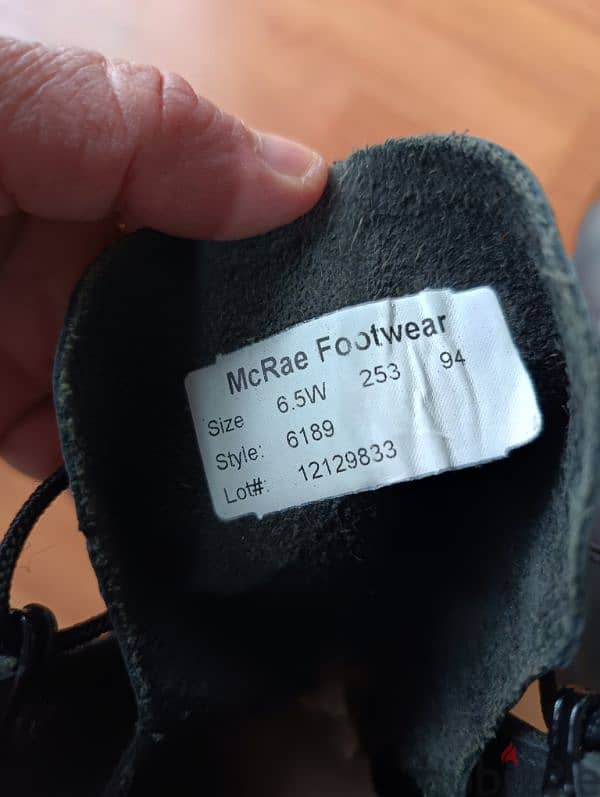 McRae Footwear
Size 6.5W 253 94
Style: 6189
Lot#: 12129833